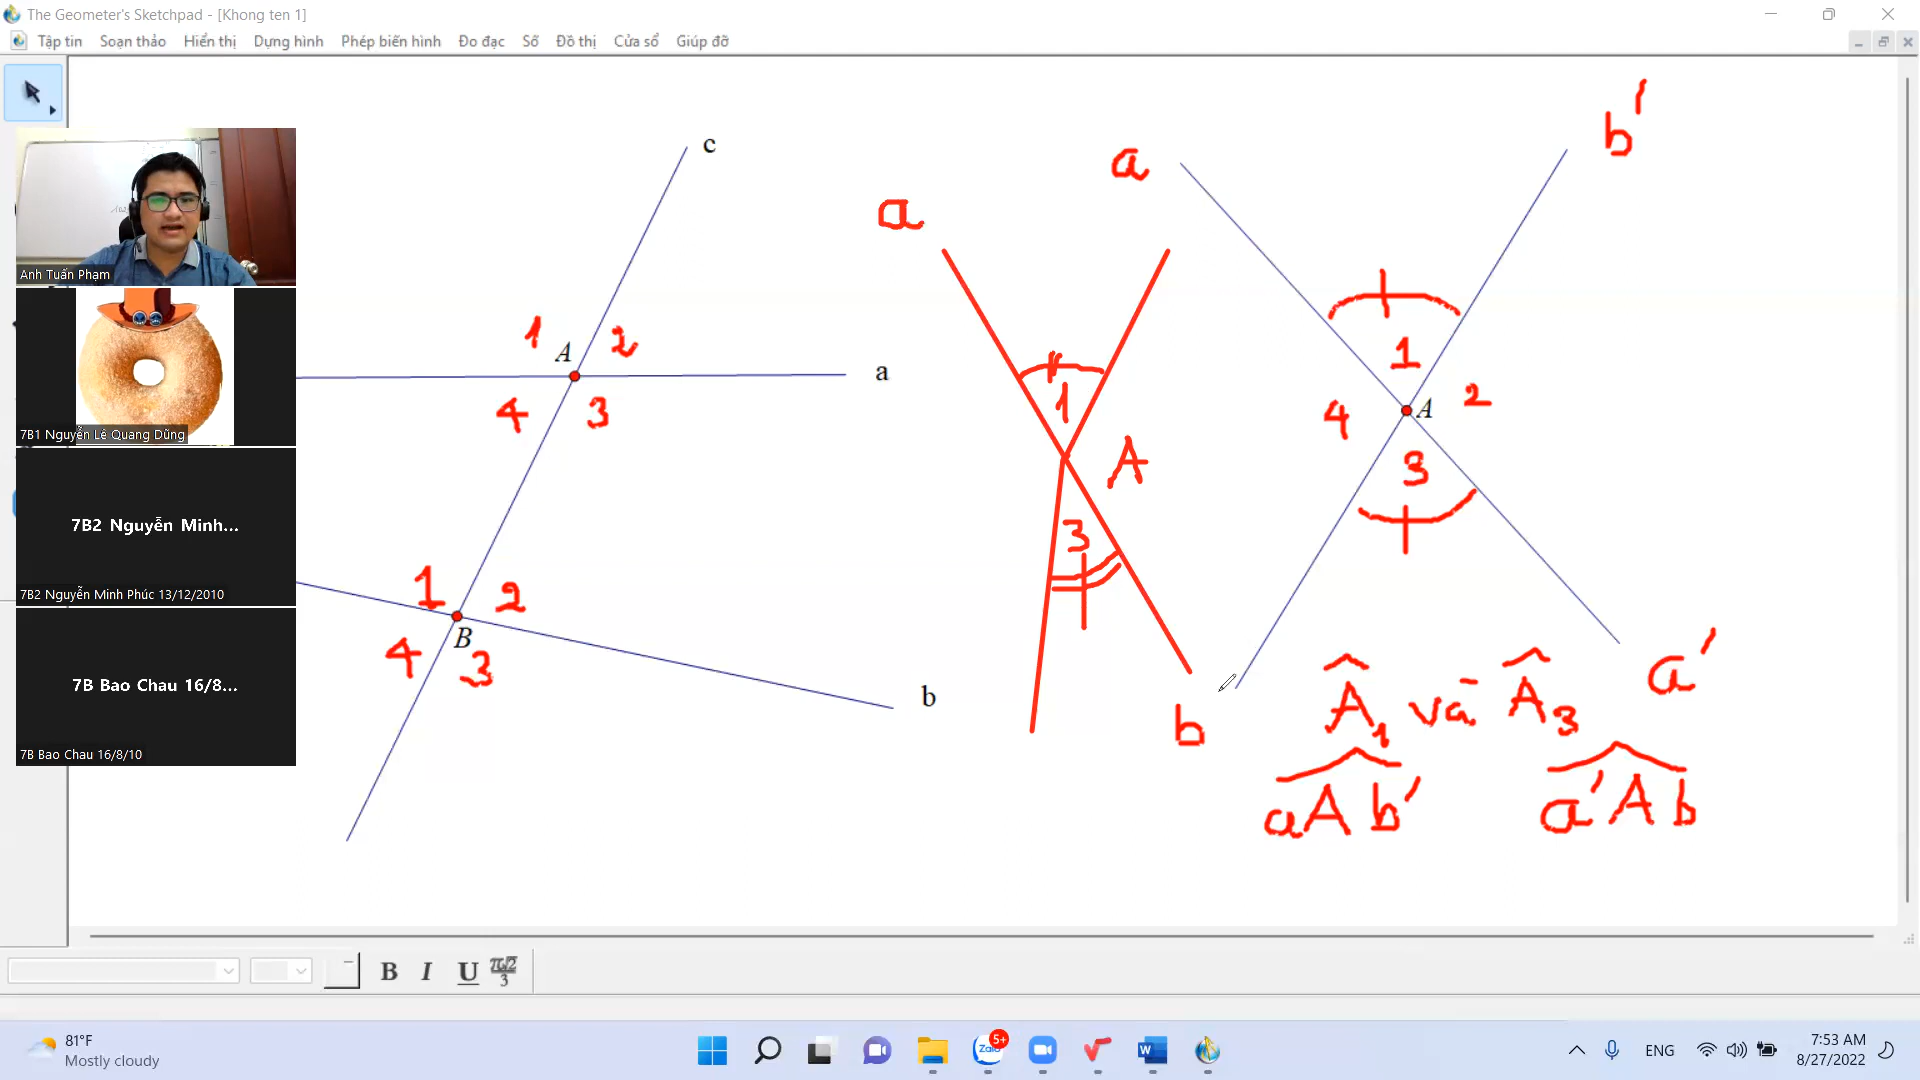 The Geometer's Sketchpad - [Khong ten 1]
Tập tin Soạn thảo Hiển thị Dựng hình Phép biến hình Đo đạc Số Đồ thị Cửa sổ Giúp đỡ
Anh Tuấn Phạm
7B1 Nguyễn Lê Quang Dũng
7B2 Nguyễn Minh...
7B2 Nguyễn Minh Phúc 13/12/2010
7B Bao Chau 16/8...
7B Bao Chau 16/8/10
c
1 A 2
a
4 3
1 2
B
4 3
b
a
1
A
3
b
a b'
1
4 A 2
3
a'
Â1 và Â3
aAb' a'Ab
B I U π√2/3
81°F
Mostly cloudy
5+
Zalo
W
ENG
7:53 AM
8/27/2022